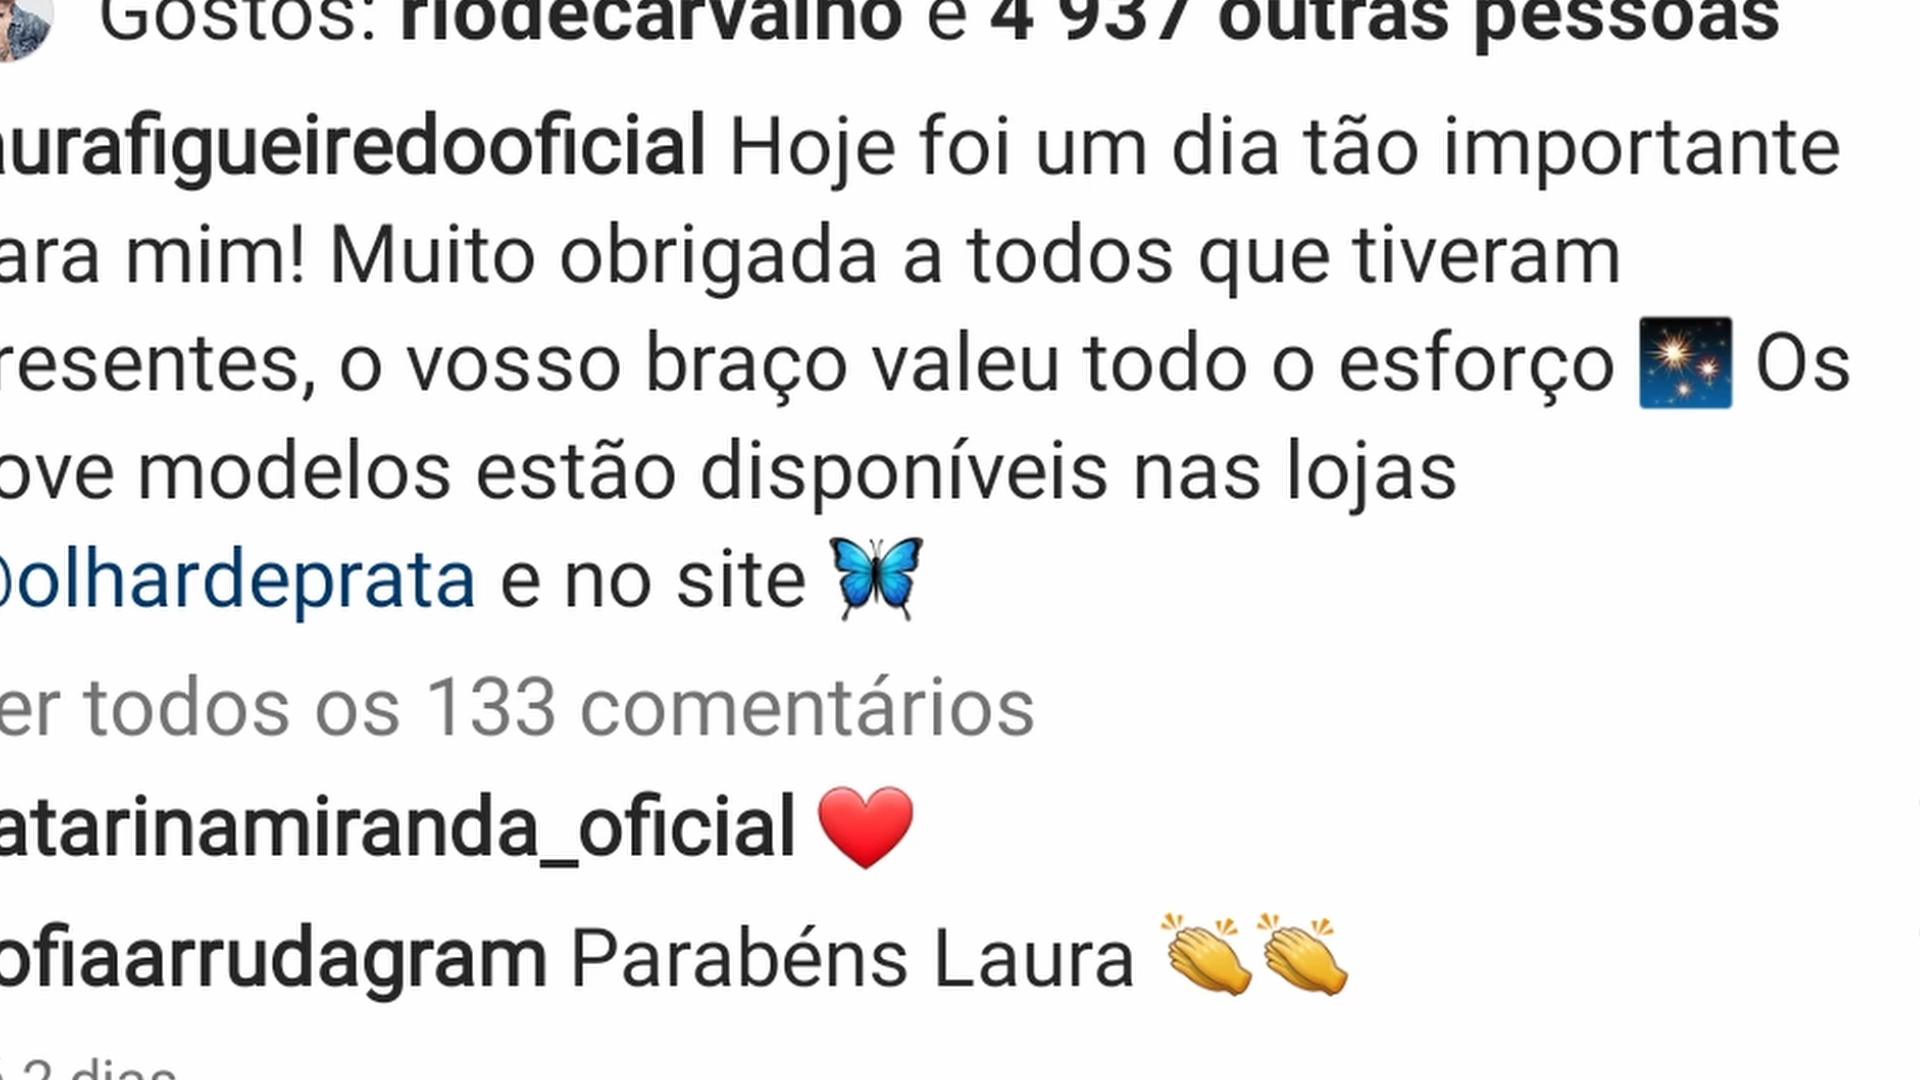 Gostos: riodecarvalho e 4 937 outras pessoas
aurafigueiredooficial Hoje foi um dia tão importante
ara mim! Muito obrigada a todos que tiveram
resentes, o vosso braço valeu todo o esforço 🎇 Os
ove modelos estão disponíveis nas lojas
@olhardeprata e no site 🦋
er todos os 133 comentários
atarinamiranda_oficial ❤️
ofiaarrudagram Parabéns Laura 👏👏
2 dias